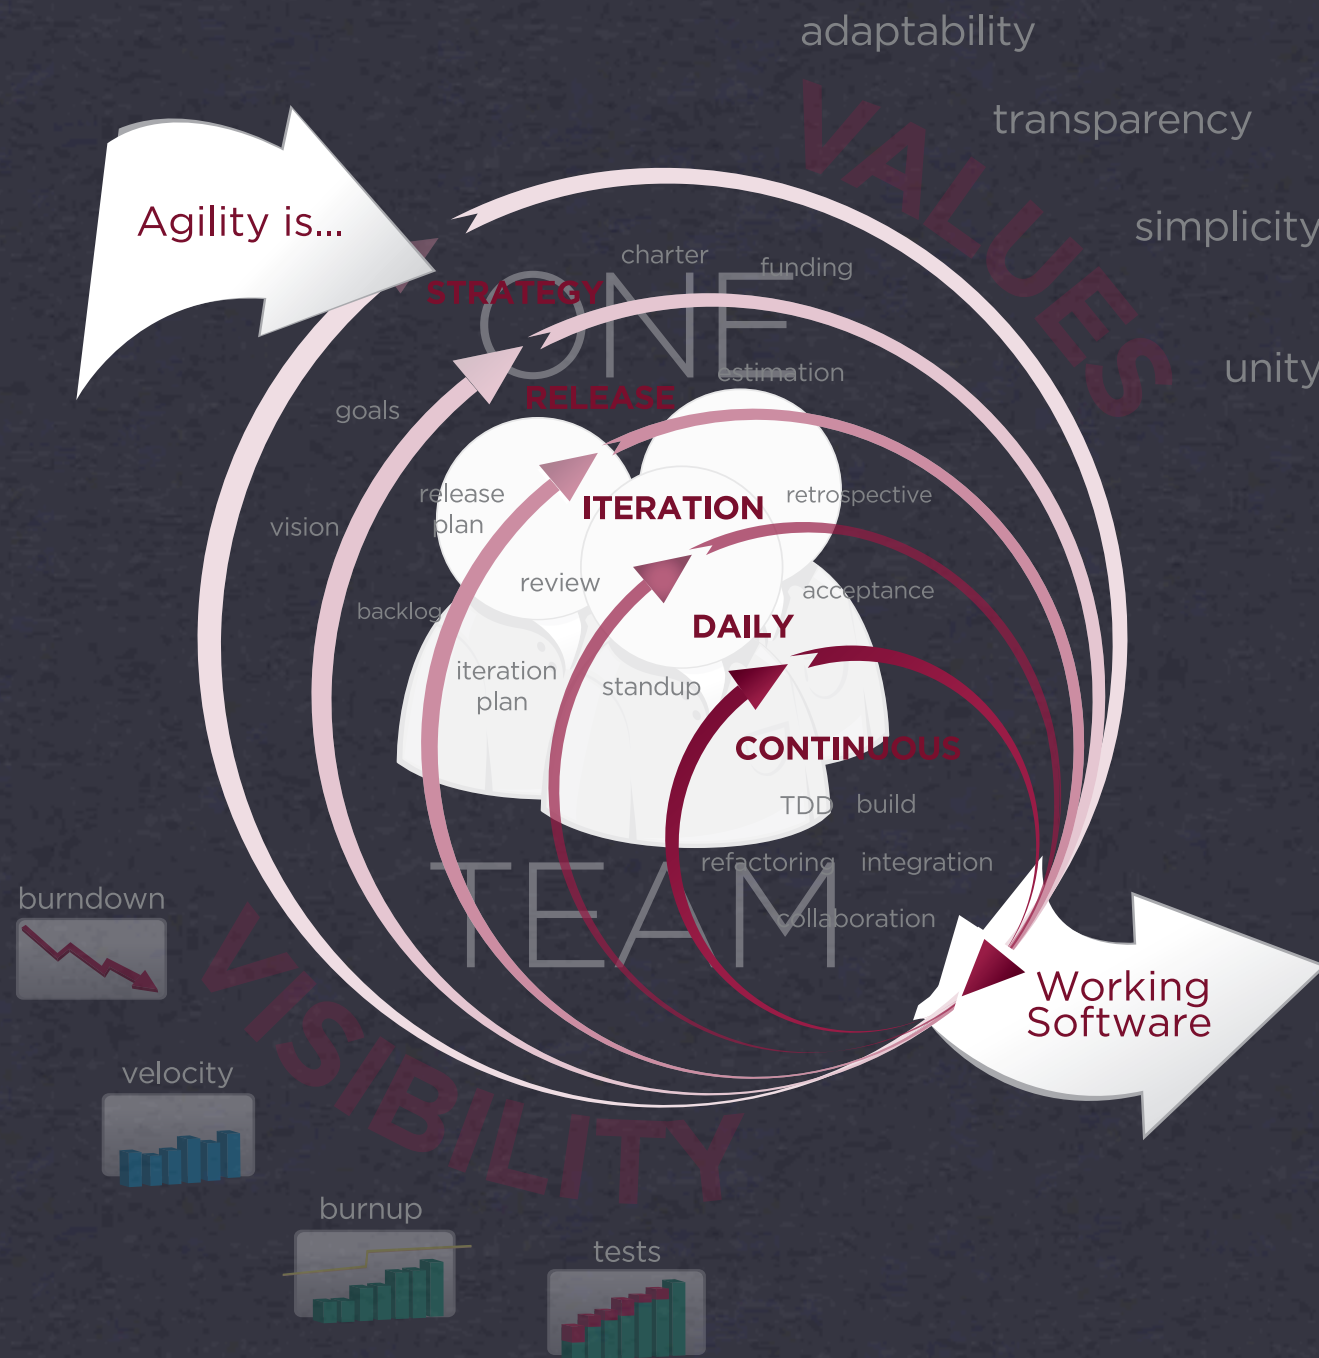 adaptability
transparency
simplicity
unity
VALUES
Agility is...
STRATEGY
charter
funding
ONE
RELEASE
estimation
goals
vision
release
plan
ITERATION
retrospective
review
backlog
acceptance
DAILY
iteration
plan
standup
CONTINUOUS
TDD
build
refactoring
integration
collaboration
TEAM
Working
Software
VISIBILITY
burndown
velocity
burnup
tests